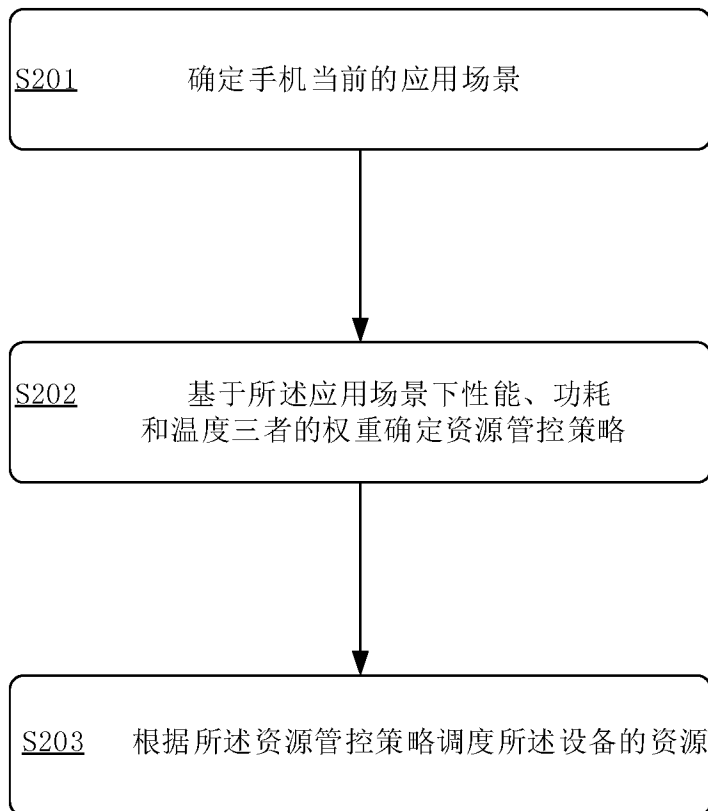 S201 确定手机当前的应用场景
S202 基于所述应用场景下性能、功耗
和温度三者的权重确定资源管控策略
S203 根据所述资源管控策略调度所述设备的资源